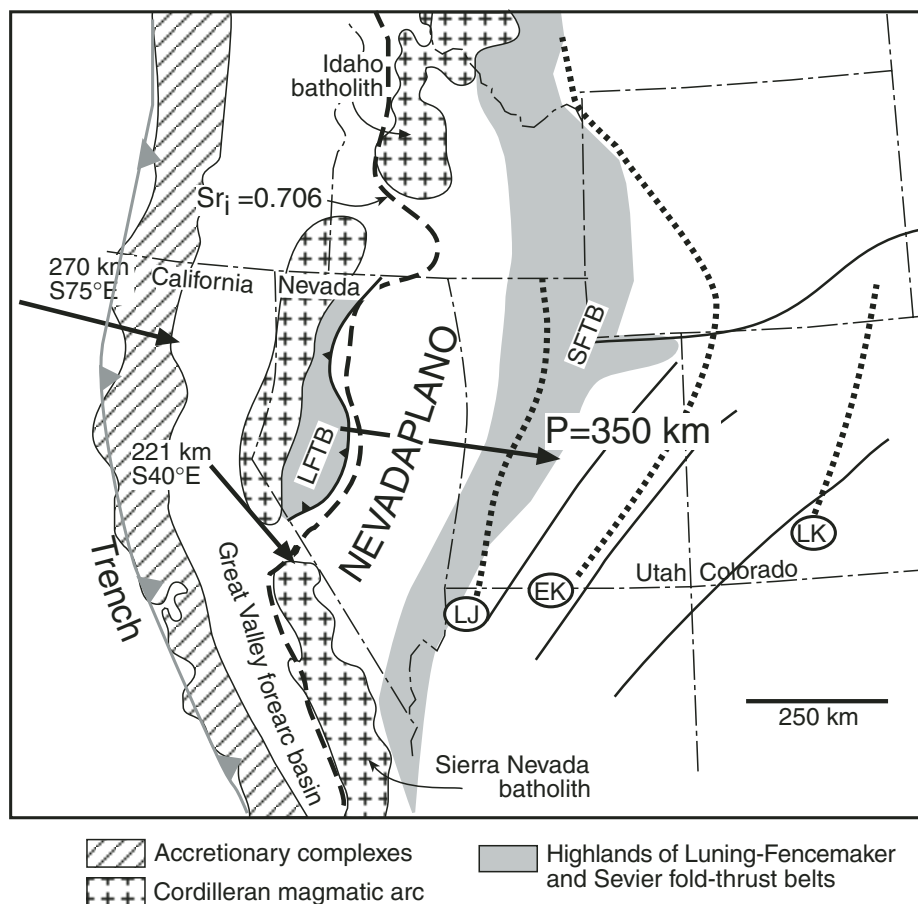 Idaho
batholith
Sri =0.706
270 km
S75°E
California
Nevada
SFTB
NEVADAPLANO
P=350 km
LFTB
221 km
S40°E
Trench
Great Valley forearc basin
LK
Utah
Colorado
EK
LJ
250 km
Sierra Nevada
batholith
Accretionary complexes
Cordilleran magmatic arc
Highlands of Luning-Fencemaker
and Sevier fold-thrust belts